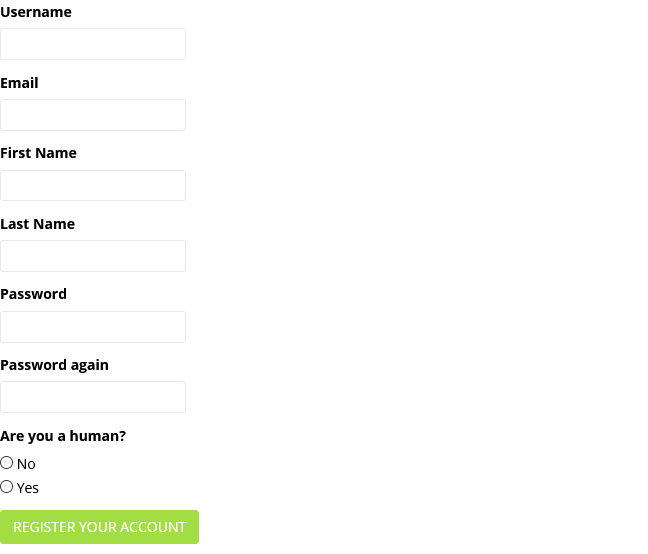 Username
Email
First Name
Last Name
Password
Password again
Are you a human?
No
Yes
REGISTER YOUR ACCOUNT